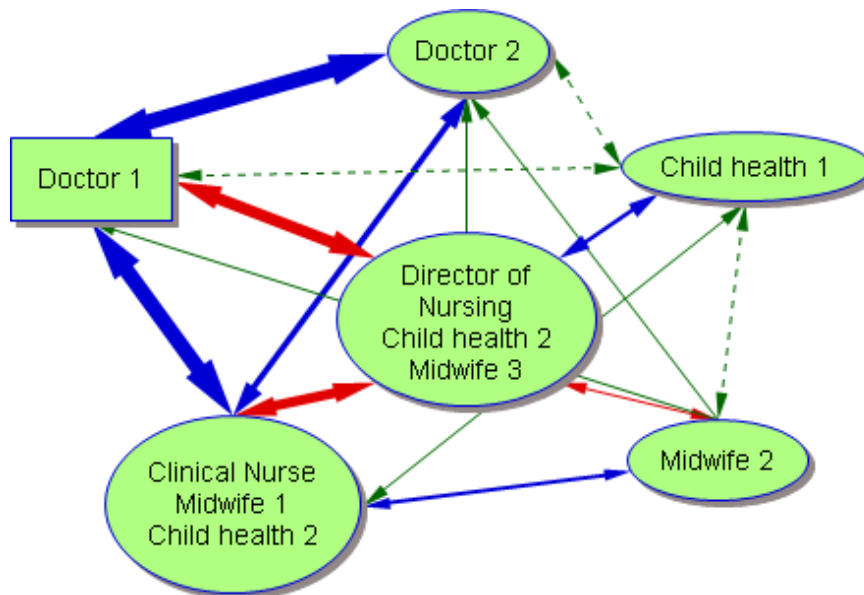 Doctor 2
Doctor 1
Child health 1
Director of
Nursing
Child health 2
Midwife 3
Clinical Nurse
Midwife 1
Child health 2
Midwife 2